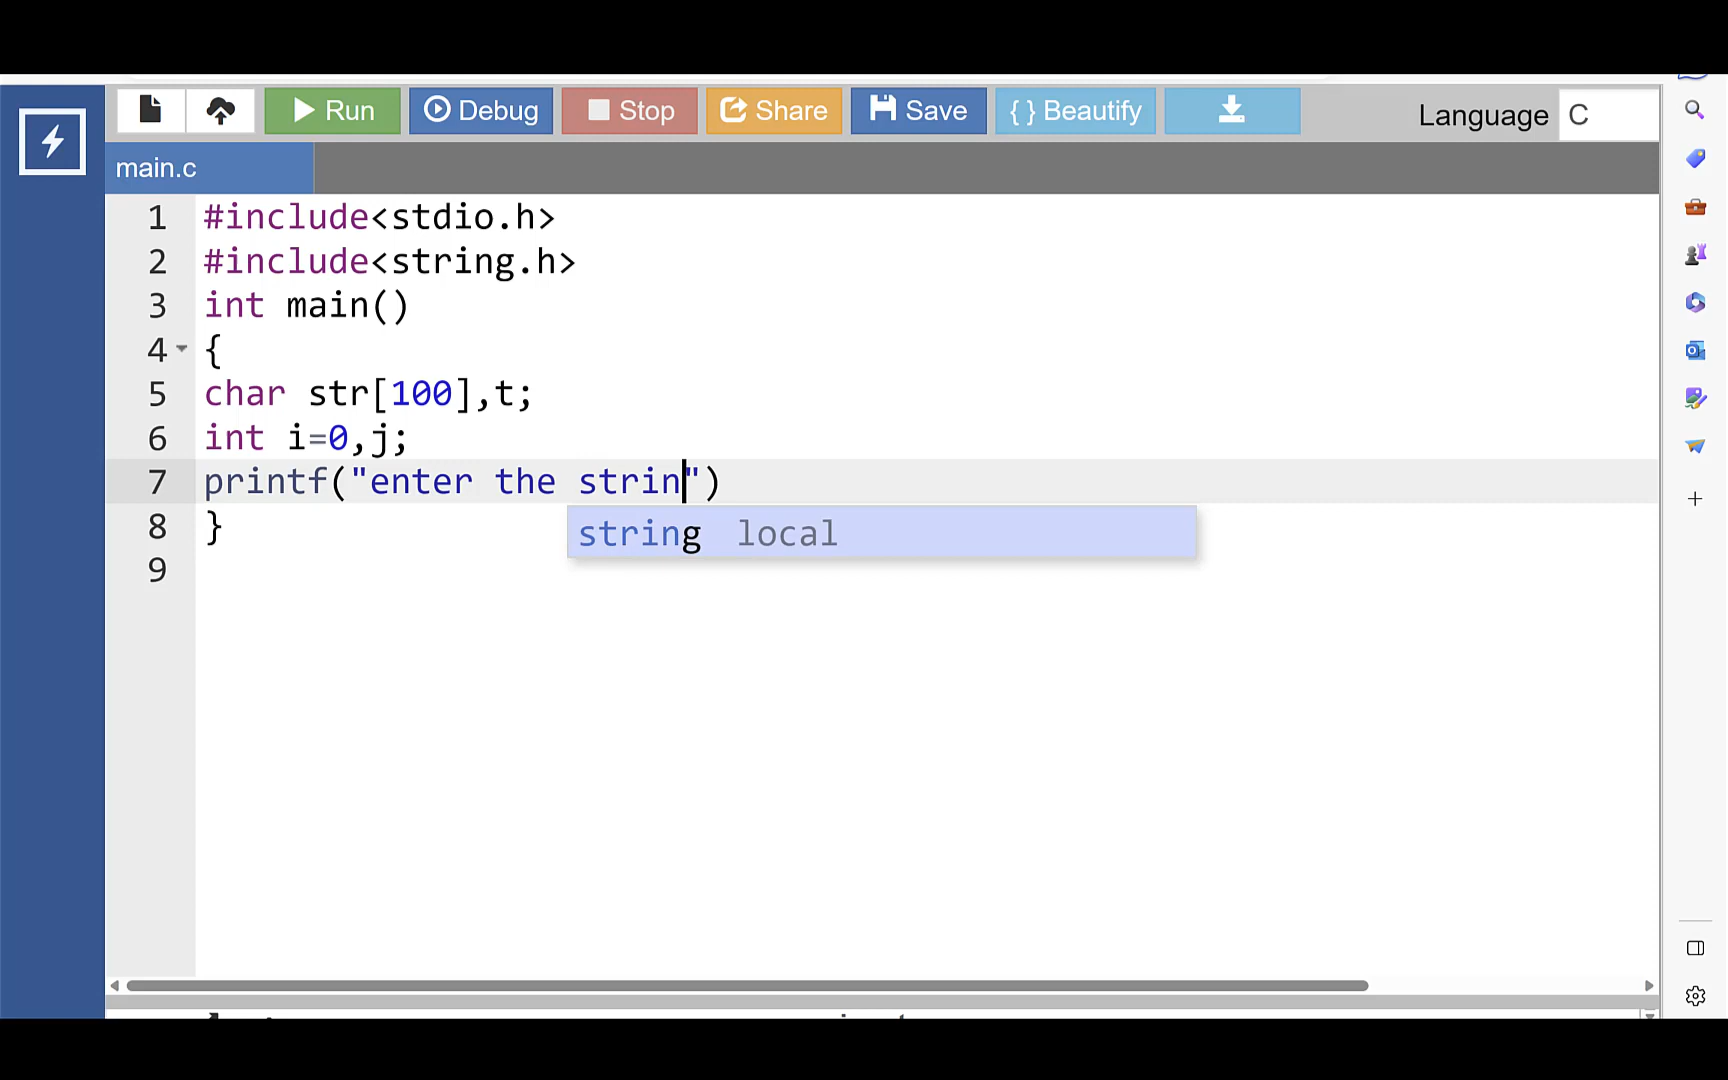 Run Debug Stop Share Save { } Beautify Language C
main.c
1 #include<stdio.h>
2 #include<string.h>
3 int main()
4 {
5 char str[100],t;
6 int i=0,j;
7 printf("enter the strin")
string local
8 }
9